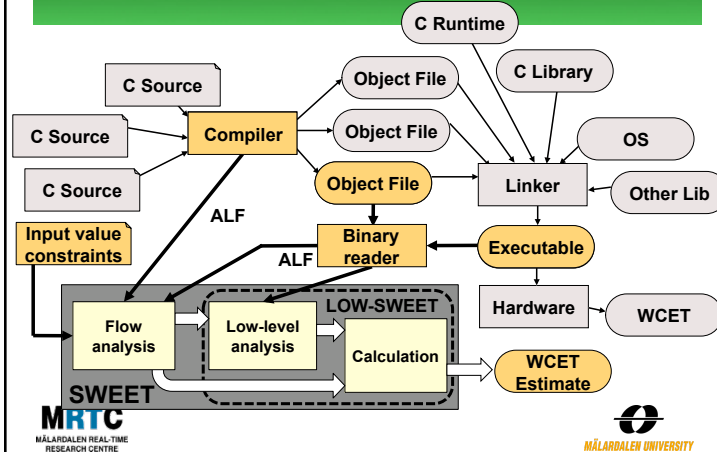 C Runtime
C Library
C Source
Object File
C Source
Compiler
Object File
OS
C Source
Object File
Linker
Other Lib
ALF
Input value
constraints
ALF
Binary
reader
Executable
LOW-SWEET
Hardware
WCET
Flow
analysis
Low-level
analysis
Calculation
WCET
Estimate
SWEET
MRTC
MÄLARDALEN REAL-TIME
RESEARCH CENTRE
MÄLARDALEN UNIVERSITY